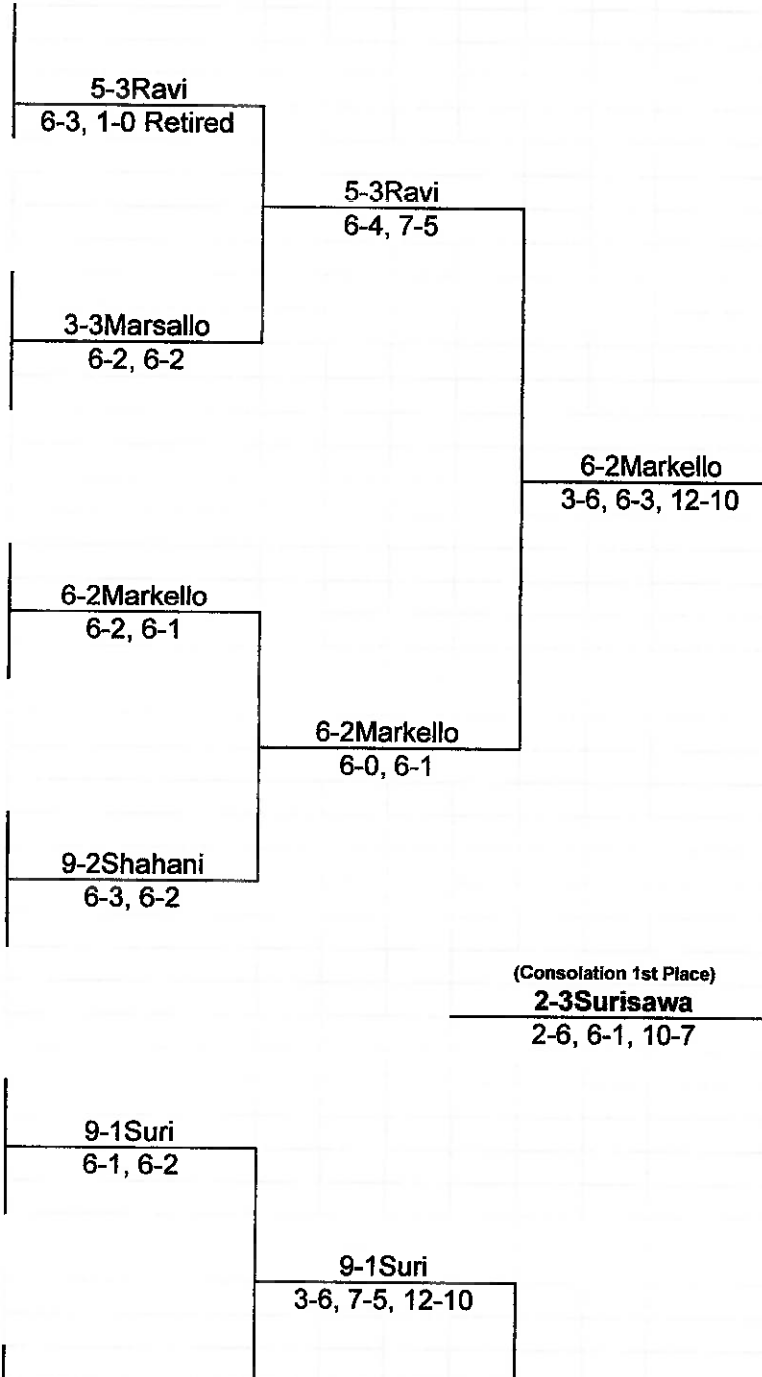 5-3Ravi
6-3, 1-0 Retired
5-3Ravi
6-4, 7-5
3-3Marsallo
6-2, 6-2
6-2Markello
3-6, 6-3, 12-10
6-2Markello
6-2, 6-1
6-2Markello
6-0, 6-1
9-2Shahani
6-3, 6-2
(Consolation 1st Place)
2-3Surisawa
2-6, 6-1, 10-7
9-1Suri
6-1, 6-2
9-1Suri
3-6, 7-5, 12-10